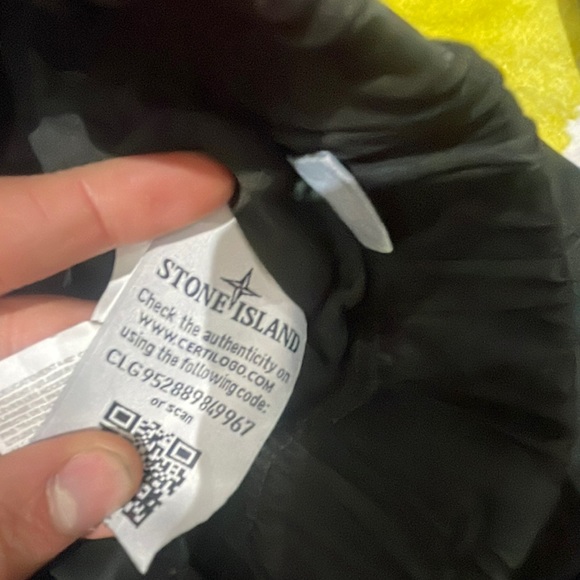 STONE ISLAND
Check the authenticity on
WWW.CERTILOGO.COM
using the following code:
CLG952889849967
or scan